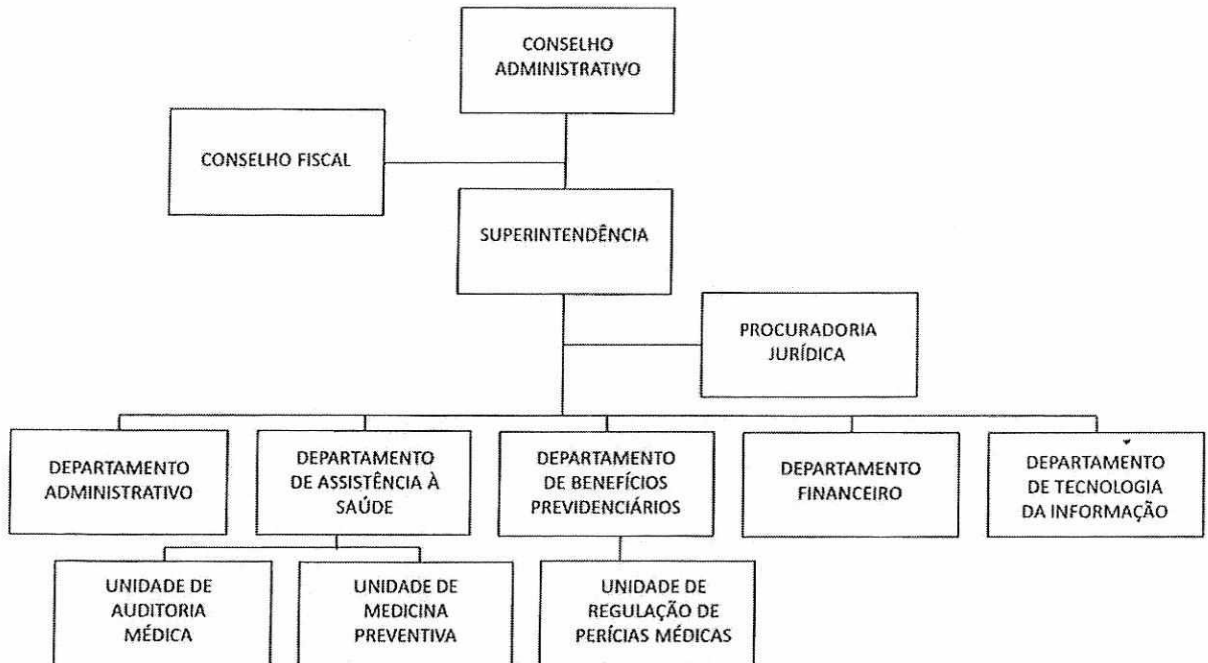 CONSELHO
ADMINISTRATIVO
CONSELHO FISCAL
SUPERINTENDÊNCIA
PROCURADORIA
JURÍDICA
DEPARTAMENTO
ADMINISTRATIVO
DEPARTAMENTO
DE ASSISTÊNCIA À
SAÚDE
DEPARTAMENTO
DE BENEFÍCIOS
PREVIDENCIÁRIOS
DEPARTAMENTO
FINANCEIRO
DEPARTAMENTO
DE TECNOLOGIA
DA INFORMAÇÃO
UNIDADE DE
AUDITORIA
MÉDICA
UNIDADE DE
MEDICINA
PREVENTIVA
UNIDADE DE
REGULAÇÃO DE
PERÍCIAS MÉDICAS